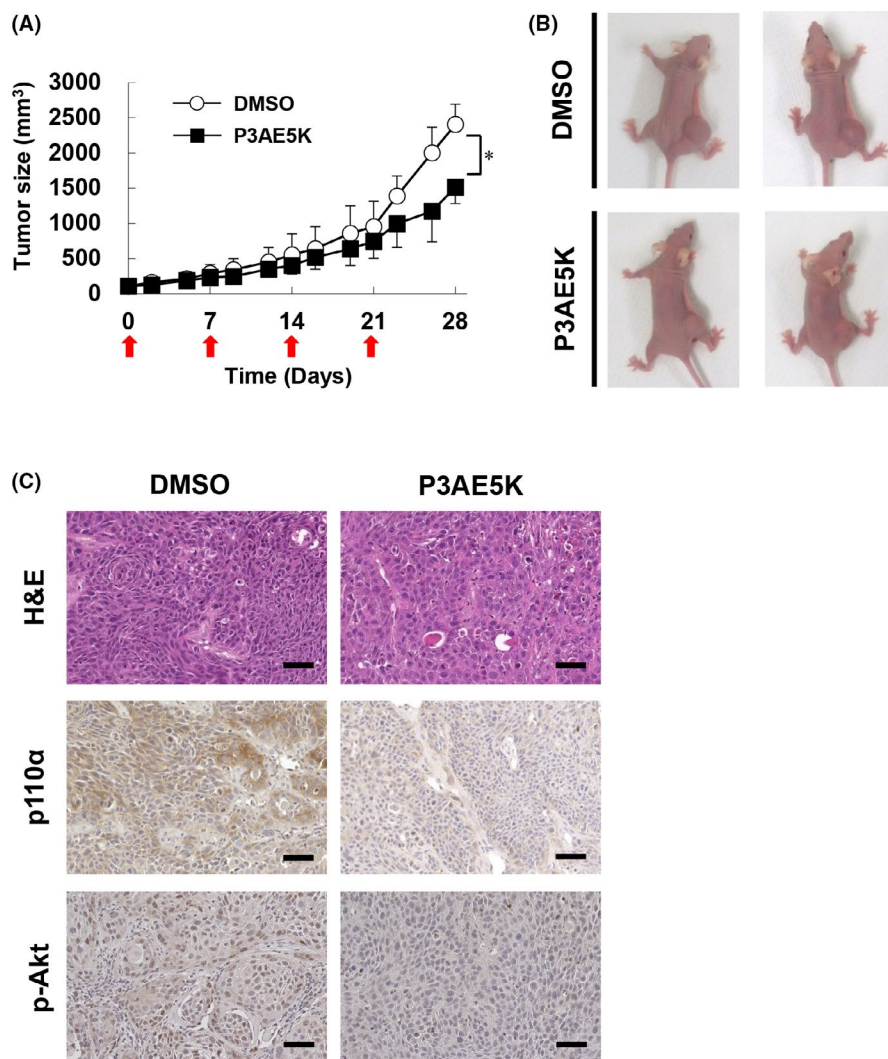 (A)
Tumor size (mm³)
3000
2500
2000
1500
1000
500
0
DMSO
P3AE5K
*
0 7 14 21 28
Time (Days)
(B)
DMSO
P3AE5K
(C)
DMSO P3AE5K
H&E
p110α
p-Akt